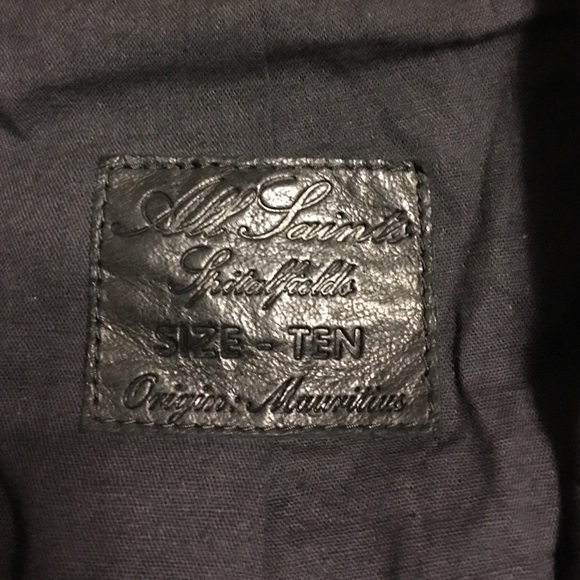 All Saints
Spitalfields
SIZE - TEN
Origin: Mauritius